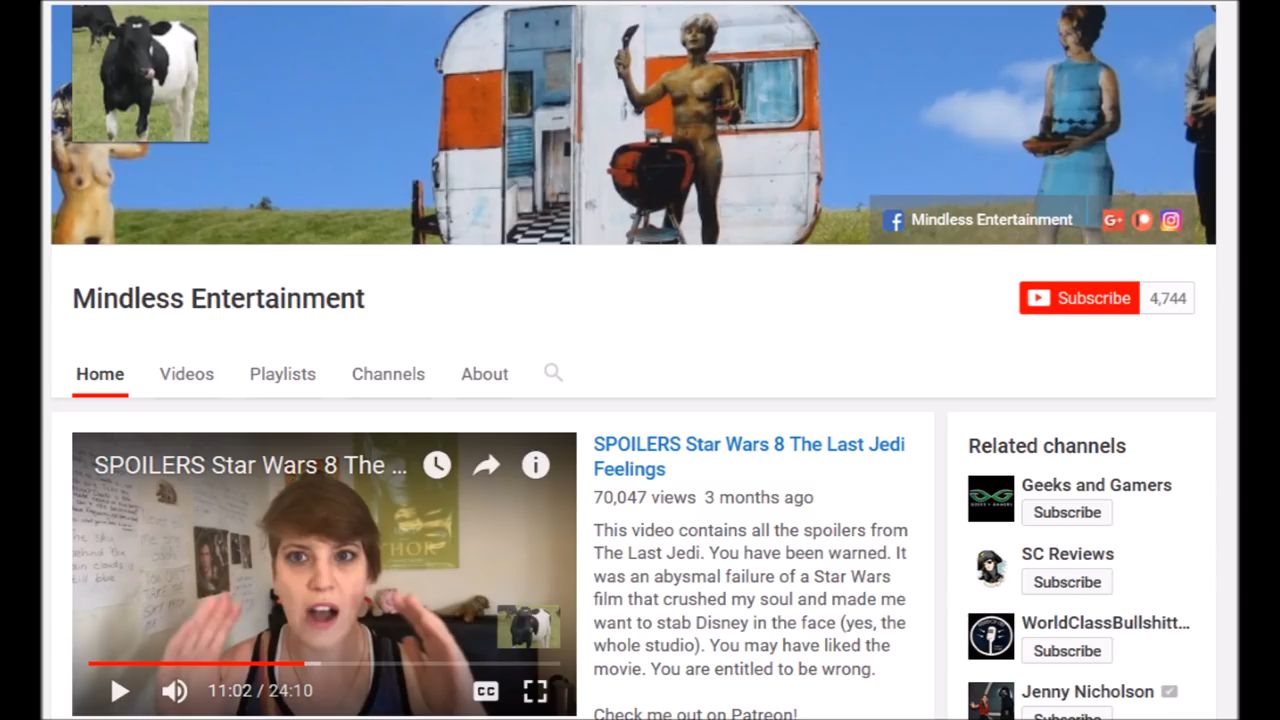 Mindless Entertainment
G+
Mindless Entertainment
Subscribe 4,744
Home Videos Playlists Channels About
SPOILERS Star Wars 8 The ...
THOR
11:02 / 24:10
CC
SPOILERS Star Wars 8 The Last Jedi
Feelings
70,047 views 3 months ago
This video contains all the spoilers from
The Last Jedi. You have been warned. It
was an abysmal failure of a Star Wars
film that crushed my soul and made me
want to stab Disney in the face (yes, the
whole studio). You may have liked the
movie. You are entitled to be wrong.
Check me out on Patreon!
Related channels
Geeks and Gamers
Subscribe
SC Reviews
Subscribe
WorldClassBullshitt...
Subscribe
Jenny Nicholson
Subscribe